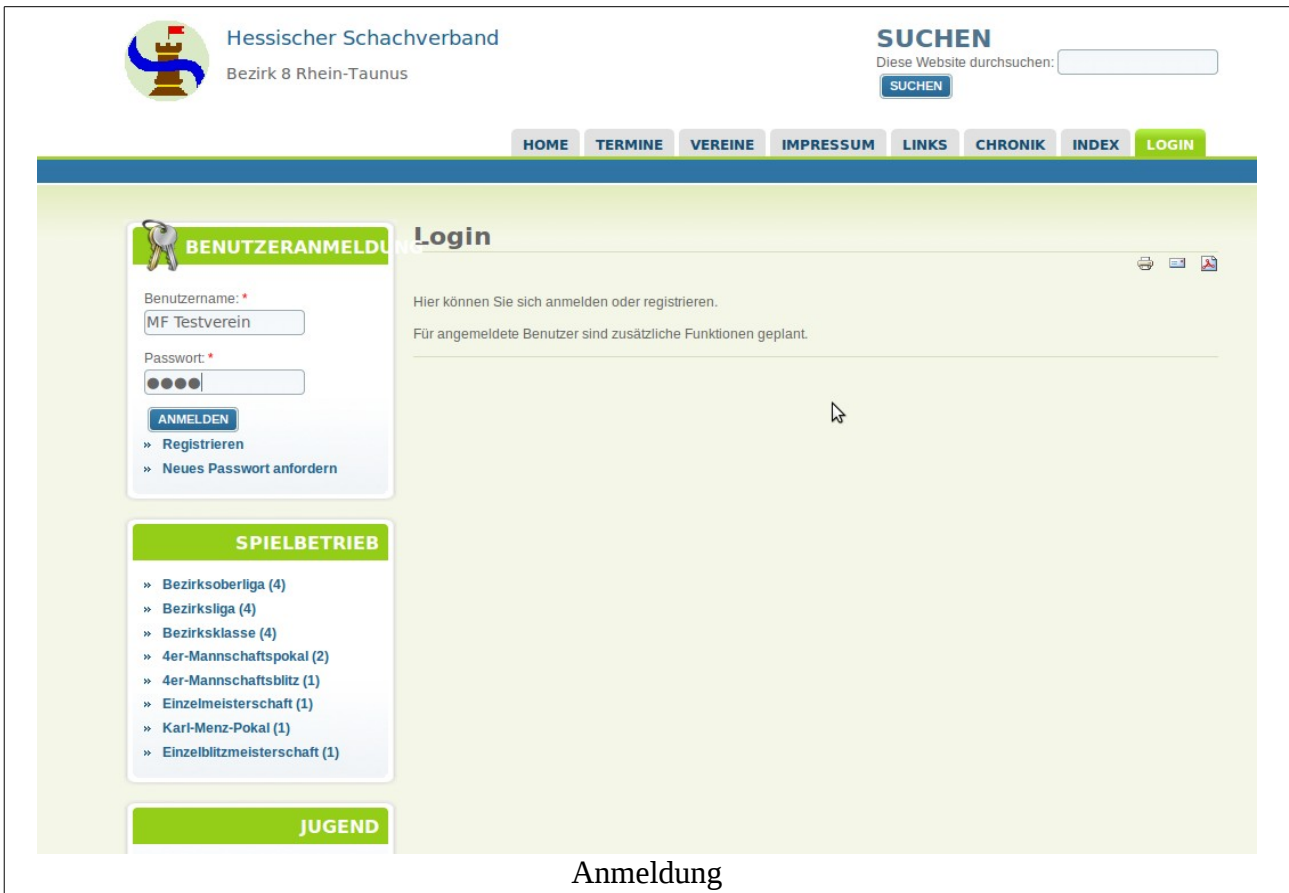 Hessischer Schachverband
Bezirk 8 Rhein-Taunus
SUCHEN
Diese Website durchsuchen:
SUCHEN
HOME TERMINE VEREINE IMPRESSUM LINKS CHRONIK INDEX LOGIN
BENUTZERANMELDUNG
Benutzername: *
MF Testverein
Passwort: *
●●●●
ANMELDEN
» Registrieren
» Neues Passwort anfordern
Login
Hier können Sie sich anmelden oder registrieren.
Für angemeldete Benutzer sind zusätzliche Funktionen geplant.
SPIELBETRIEB
» Bezirksoberliga (4)
» Bezirksliga (4)
» Bezirksklasse (4)
» 4er-Mannschaftspokal (2)
» 4er-Mannschaftsblitz (1)
» Einzelmeisterschaft (1)
» Karl-Menz-Pokal (1)
» Einzelblitzmeisterschaft (1)
JUGEND
Anmeldung